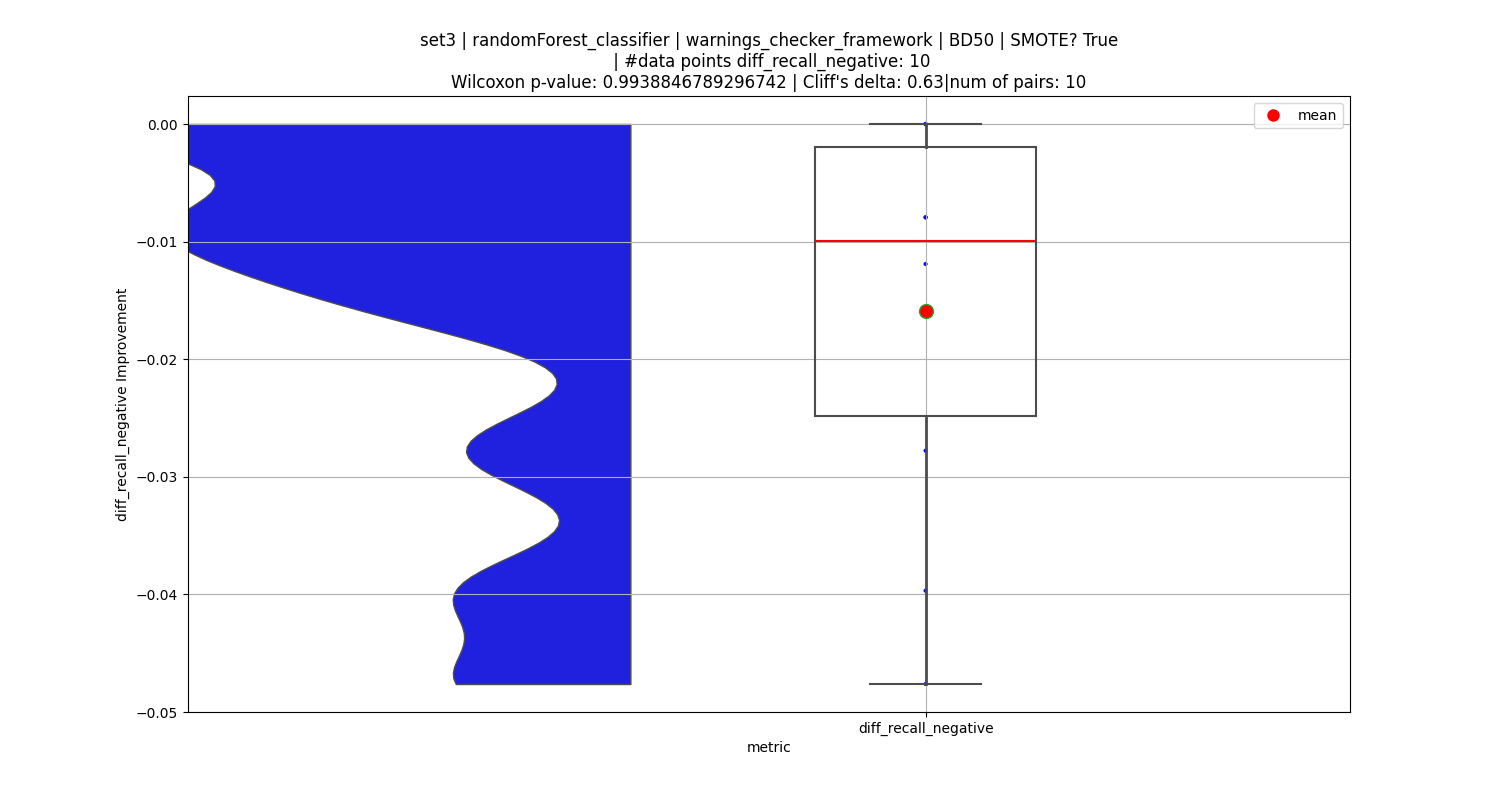 set3 | randomForest_classifier | warnings_checker_framework | BD50 | SMOTE? True
| #data points diff_recall_negative: 10
Wilcoxon p-value: 0.9938846789296742 | Cliff's delta: 0.63|num of pairs: 10
mean
0.00
−0.01
−0.02
−0.03
−0.04
−0.05
diff_recall_negative Improvement
diff_recall_negative
metric